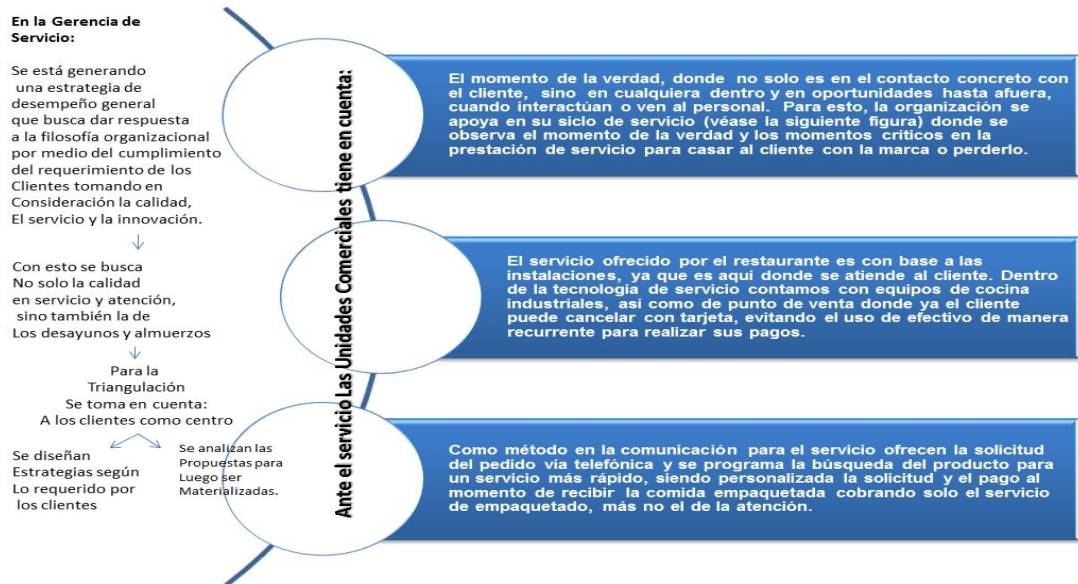 En la Gerencia de
Servicio:
Se está generando
una estrategia de
desempeño general
que busca dar respuesta
a la filosofía organizacional
por medio del cumplimiento
del requerimiento de los
Clientes tomando en
Consideración la calidad,
El servicio y la innovación.
Con esto se busca
No solo la calidad
en servicio y atención,
sino también la de
Los desayunos y almuerzos
Para la
Triangulación
Se toma en cuenta:
A los clientes como centro
Se diseñan
Estrategias según
Lo requerido por
los clientes
Se analizan las
Propuestas para
Luego ser
Materializadas.
Ante el servicio Las Unidades Comerciales tiene en cuenta:
El momento de la verdad, donde no solo es en el contacto concreto con
el cliente, sino en cualquiera dentro y en oportunidades hasta afuera,
cuando interactúan o ven al personal. Para esto, la organización se
apoya en su siclo de servicio (véase la siguiente figura) donde se
observa el momento de la verdad y los momentos críticos en la
prestación de servicio para casar al cliente con la marca o perderlo.
El servicio ofrecido por el restaurante es con base a las
instalaciones, ya que es aquí donde se atiende al cliente. Dentro
de la tecnología de servicio contamos con equipos de cocina
industriales, así como de punto de venta donde ya el cliente
puede cancelar con tarjeta, evitando el uso de efectivo de manera
recurrente para realizar sus pagos.
Como método en la comunicación para el servicio ofrecen la solicitud
del pedido vía telefónica y se programa la búsqueda del producto para
un servicio más rápido, siendo personalizada la solicitud y el pago al
momento de recibir la comida empaquetada cobrando solo el servicio
de empaquetado, más no el de la atención.